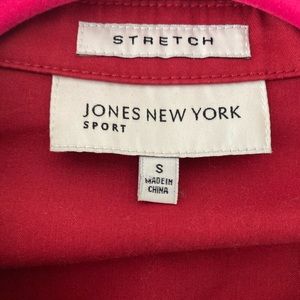 STRETCH
JONES NEW YORK
SPORT
S
MADE IN
CHINA